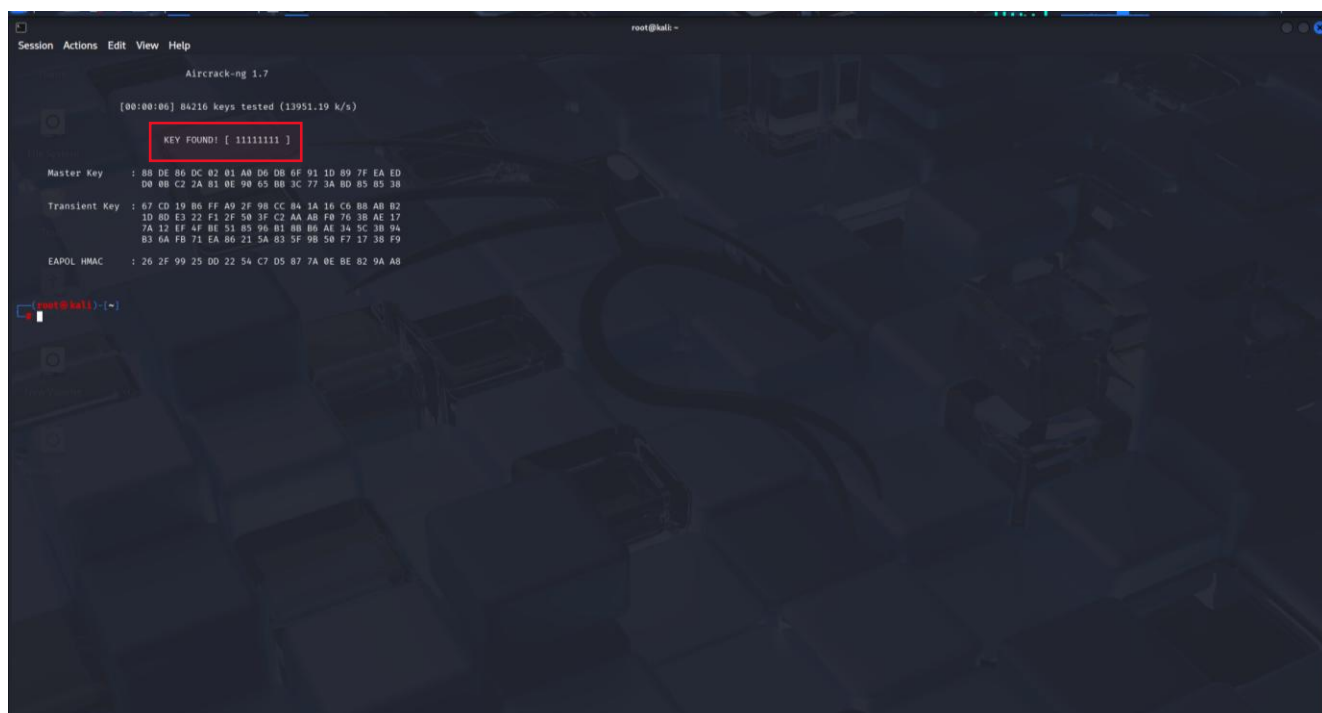 root@kali: ~
Session Actions Edit View Help
Aircrack-ng 1.7
[00:00:06] 84216 keys tested (13951.19 k/s)
KEY FOUND! [ 11111111 ]
Master Key : 88 DE 86 DC 02 01 A0 D6 DB 6F 91 1D 89 7F EA ED
D0 0B C2 2A 81 0E 90 65 BB 3C 77 3A BD 85 85 38
Transient Key : 67 CD 19 B6 FF A9 2F 98 CC 84 1A 16 C6 B8 AB B2
1D 8D E3 22 F1 2F 50 3F C2 AA AB F0 76 3B AE 17
7A 12 EF 4F BE 51 85 96 B1 8B B6 AE 34 5C 3B 94
B3 6A FB 71 EA 86 21 5A 83 5F 9B 50 F7 17 38 F9
EAPOL HMAC : 26 2F 99 25 DD 22 54 C7 D5 87 7A 0E BE 82 9A A8
┌──(root㉿kali)-[~]
└─#